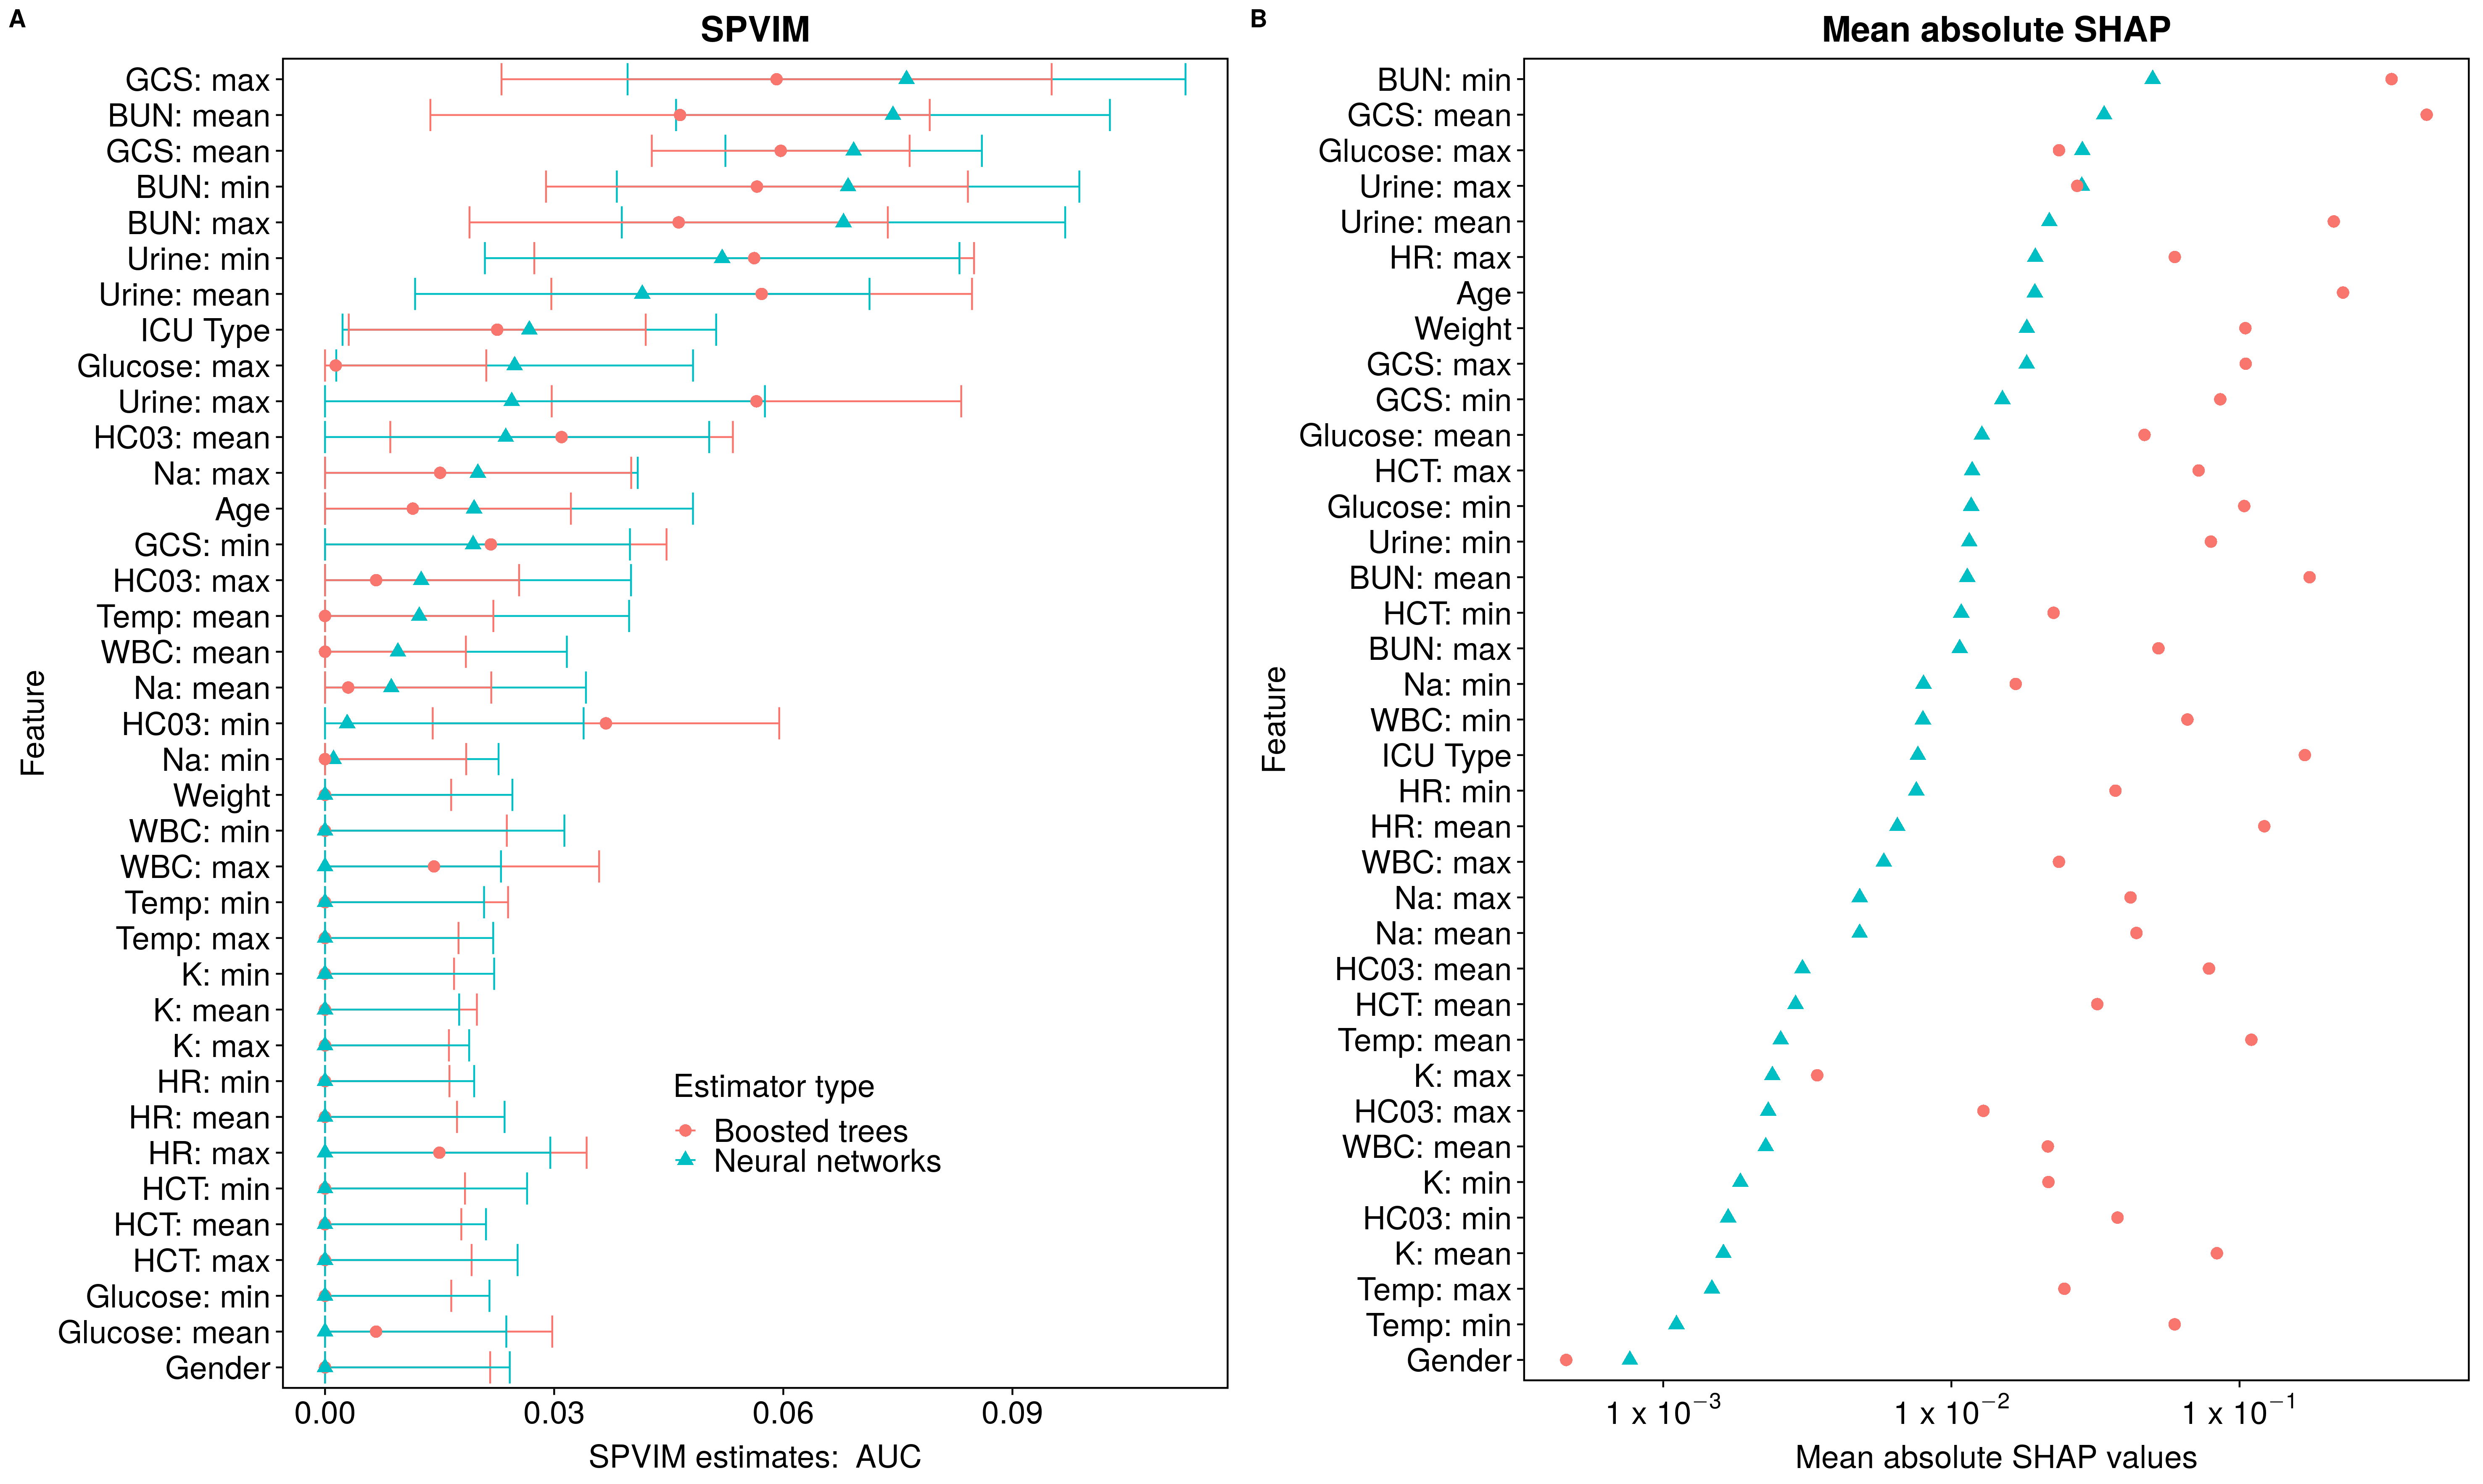 A
SPVIM
GCS: max
BUN: mean
GCS: mean
BUN: min
BUN: max
Urine: min
Urine: mean
ICU Type
Glucose: max
Urine: max
HC03: mean
Na: max
Age
GCS: min
HC03: max
Temp: mean
WBC: mean
Na: mean
HC03: min
Na: min
Weight
WBC: min
WBC: max
Temp: min
Temp: max
K: min
K: mean
K: max
HR: min
HR: mean
HR: max
HCT: min
HCT: mean
HCT: max
Glucose: min
Glucose: mean
Gender
Feature
Estimator type
Boosted trees
Neural networks
0.00 0.03 0.06 0.09
SPVIM estimates: AUC
B
Mean absolute SHAP
BUN: min
GCS: mean
Glucose: max
Urine: max
Urine: mean
HR: max
Age
Weight
GCS: max
GCS: min
Glucose: mean
HCT: max
Glucose: min
Urine: min
BUN: mean
HCT: min
BUN: max
Na: min
WBC: min
ICU Type
HR: min
HR: mean
WBC: max
Na: max
Na: mean
HC03: mean
HCT: mean
Temp: mean
K: max
HC03: max
WBC: mean
K: min
HC03: min
K: mean
Temp: max
Temp: min
Gender
Feature
1 x 10⁻³ 1 x 10⁻² 1 x 10⁻¹
Mean absolute SHAP values